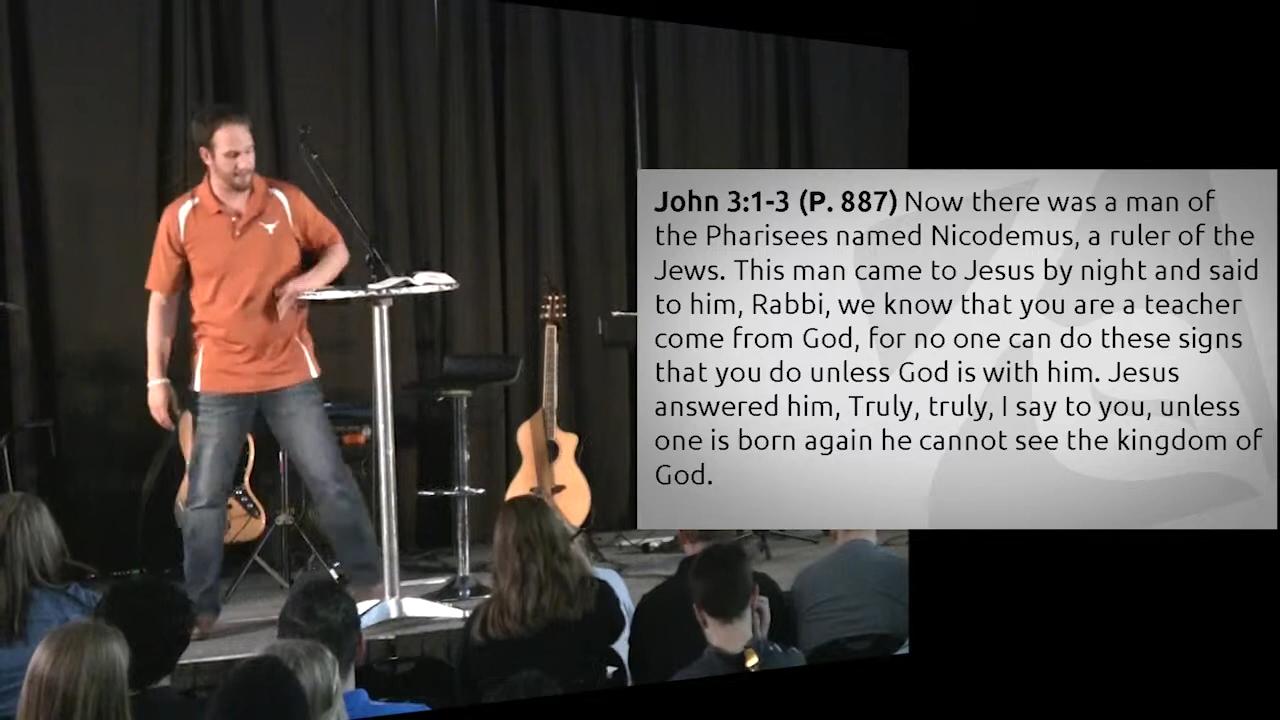 John 3:1-3 (P. 887) Now there was a man of
the Pharisees named Nicodemus, a ruler of the
Jews. This man came to Jesus by night and said
to him, Rabbi, we know that you are a teacher
come from God, for no one can do these signs
that you do unless God is with him. Jesus
answered him, Truly, truly, I say to you, unless
one is born again he cannot see the kingdom of
God.